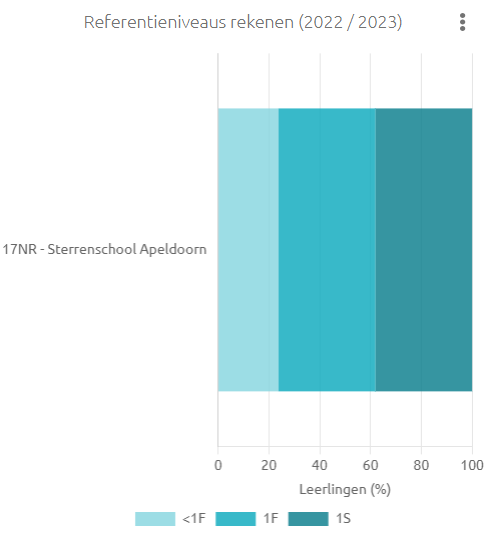 Referentieniveaus rekenen (2022 / 2023)
17NR - Sterrenschool Apeldoorn
0 20 40 60 80 100
Leerlingen (%)
<1F 1F 1S